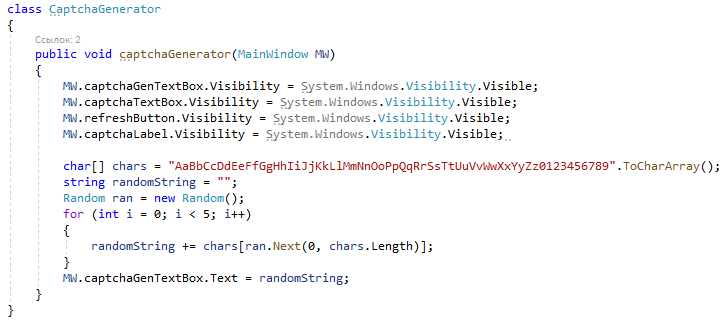 class CaptchaGenerator
{
Ссылок: 2
public void captchaGenerator(MainWindow MW)
{
MW.captchaGenTextBox.Visibility = System.Windows.Visibility.Visible;
MW.captchaTextBox.Visibility = System.Windows.Visibility.Visible;
MW.refreshButton.Visibility = System.Windows.Visibility.Visible;
MW.captchaLabel.Visibility = System.Windows.Visibility.Visible;
char[] chars = "AaBbCcDdEeFfGgHhIiJjKkLlMmNnOoPpQqRrSsTtUuVvWwXxYyZz0123456789".ToCharArray();
string randomString = "";
Random ran = new Random();
for (int i = 0; i < 5; i++)
{
randomString += chars[ran.Next(0, chars.Length)];
}
MW.captchaGenTextBox.Text = randomString;
}
}